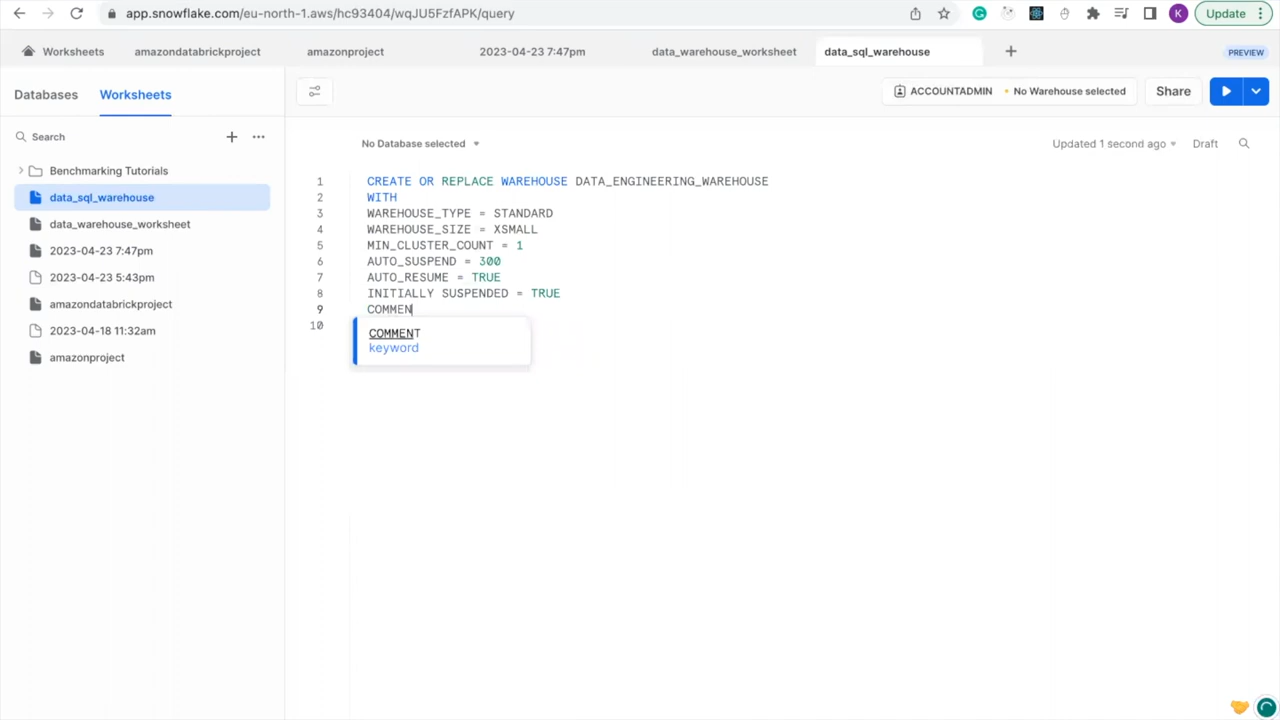 app.snowflake.com/eu-north-1.aws/hc93404/wqJU5FzfAPK/query
K
Update
Worksheets
amazondatabrickproject
amazonproject
2023-04-23 7:47pm
data_warehouse_worksheet
data_sql_warehouse
PREVIEW
Databases
Worksheets
ACCOUNTADMIN
No Warehouse selected
Share
Search
No Database selected
Updated 1 second ago
Draft
Benchmarking Tutorials
data_sql_warehouse
data_warehouse_worksheet
2023-04-23 7:47pm
2023-04-23 5:43pm
amazondatabrickproject
2023-04-18 11:32am
amazonproject
1 CREATE OR REPLACE WAREHOUSE DATA_ENGINEERING_WAREHOUSE
2 WITH
3 WAREHOUSE_TYPE = STANDARD
4 WAREHOUSE_SIZE = XSMALL
5 MIN_CLUSTER_COUNT = 1
6 AUTO_SUSPEND = 300
7 AUTO_RESUME = TRUE
8 INITIALLY SUSPENDED = TRUE
9 COMMEN
10
COMMENT
keyword